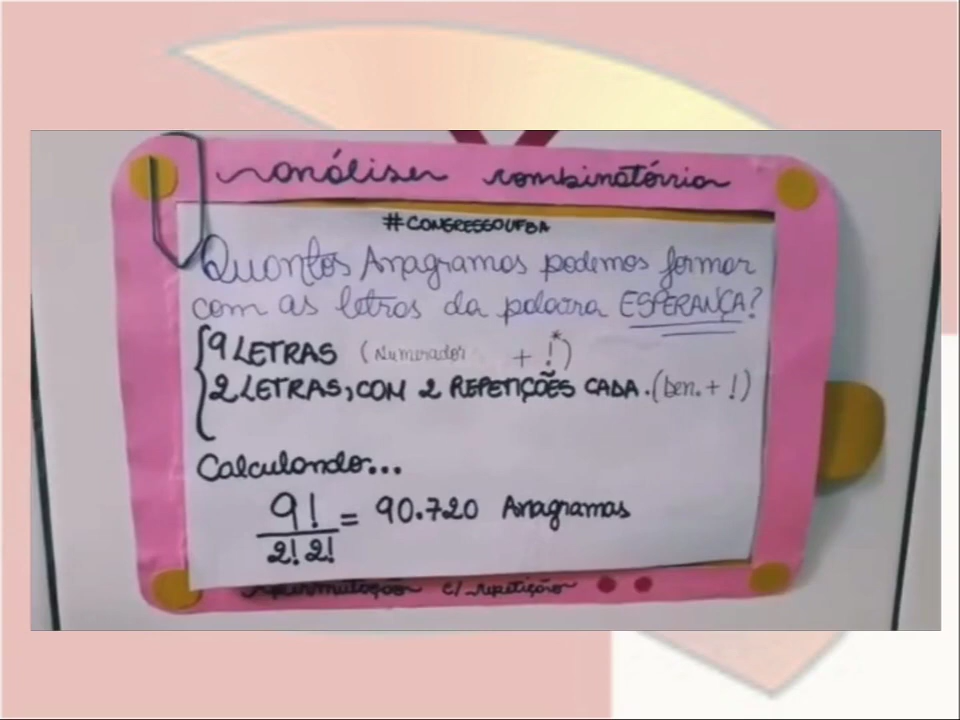 análise combinatória
#CONGRESSOUFBA
Quantos Anagramas podemos formar
com as letras da palavra ESPERANÇA?
9 LETRAS (Numerador + !*)
2 LETRAS, COM 2 REPETIÇÕES CADA. (Den. + !)
Calculando...
9! / 2! 2! = 90.720 Anagramas
permutação c/ repetição